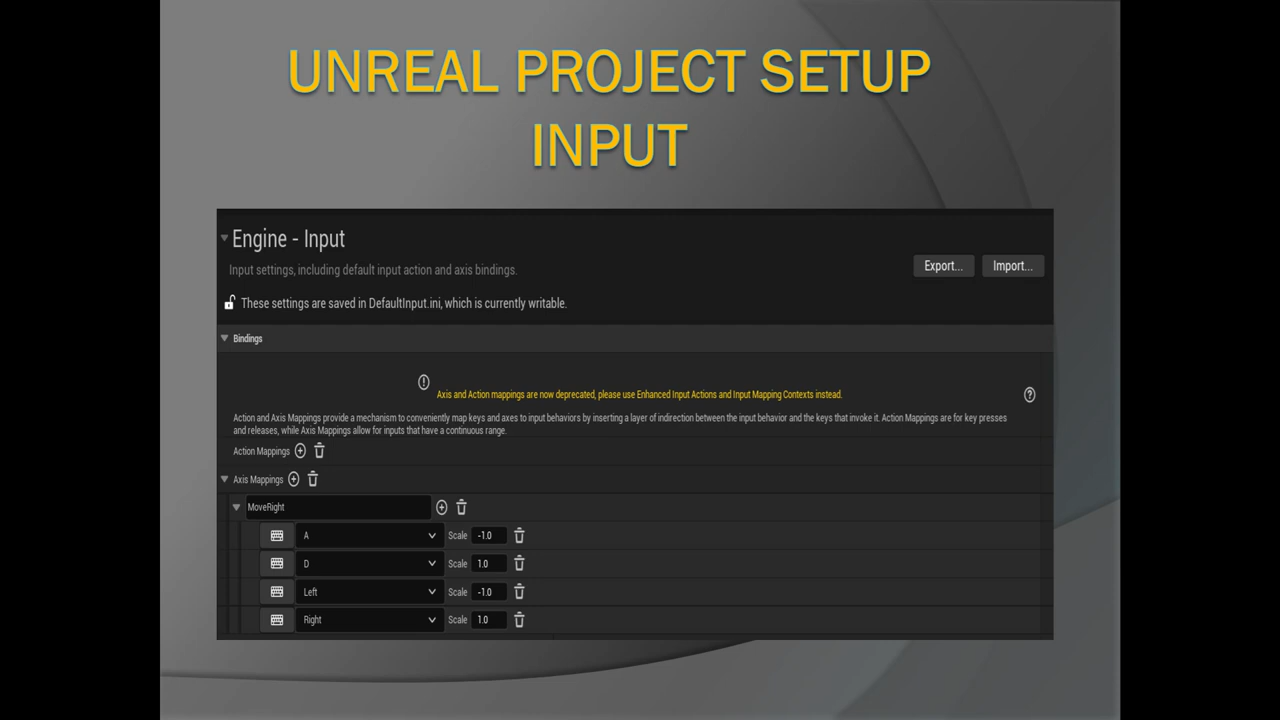 UNREAL PROJECT SETUP
INPUT
Engine - Input
Input settings, including default input action and axis bindings.
Export...
Import...
These settings are saved in DefaultInput.ini, which is currently writable.
Bindings
Axis and Action mappings are now deprecated, please use Enhanced Input Actions and Input Mapping Contexts instead.
Action and Axis Mappings provide a mechanism to conveniently map keys and axes to input behaviors by inserting a layer of indirection between the input behavior and the keys that invoke it. Action Mappings are for key presses
and releases, while Axis Mappings allow for inputs that have a continuous range.
Action Mappings
Axis Mappings
MoveRight
A Scale -1.0
D Scale 1.0
Left Scale -1.0
Right Scale 1.0